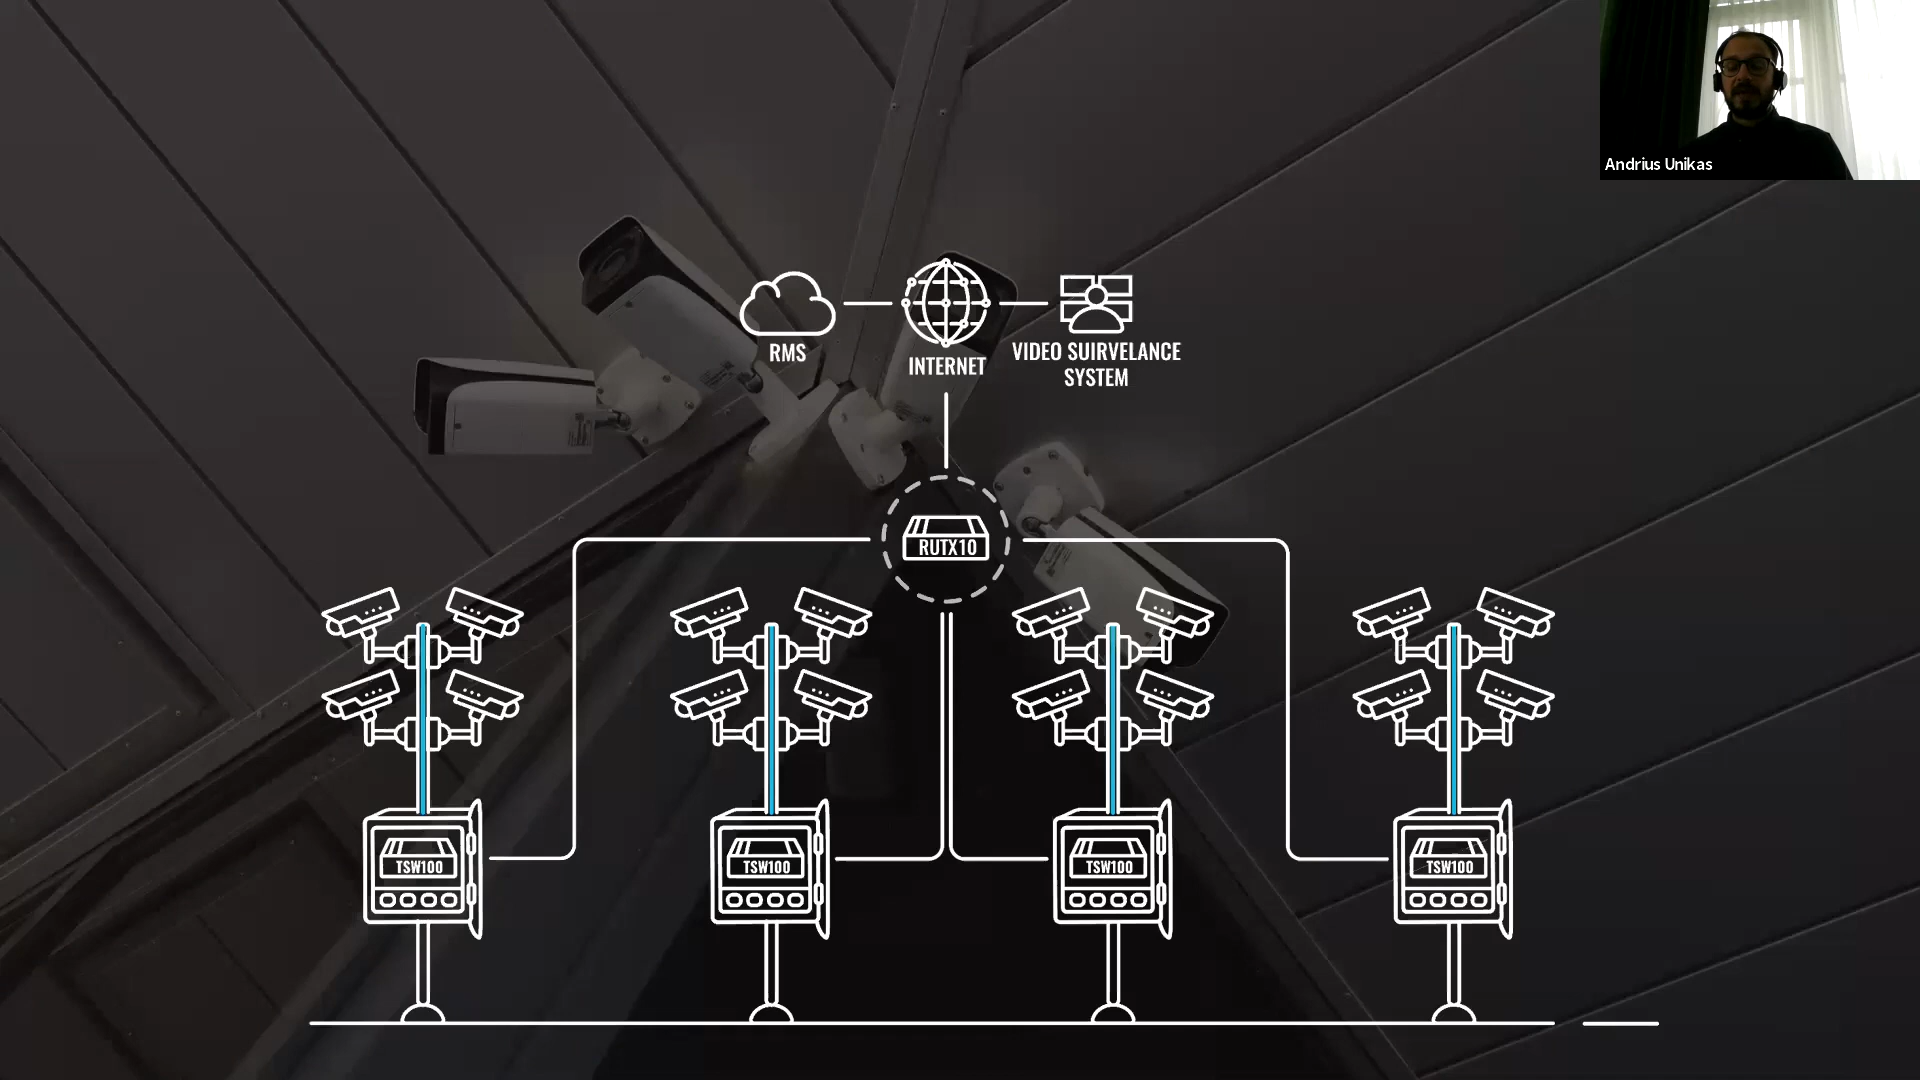 Andrius Unikas
RMS
INTERNET
VIDEO SUIRVELANCE
SYSTEM
RUTX10
TSW100
TSW100
TSW100
TSW100